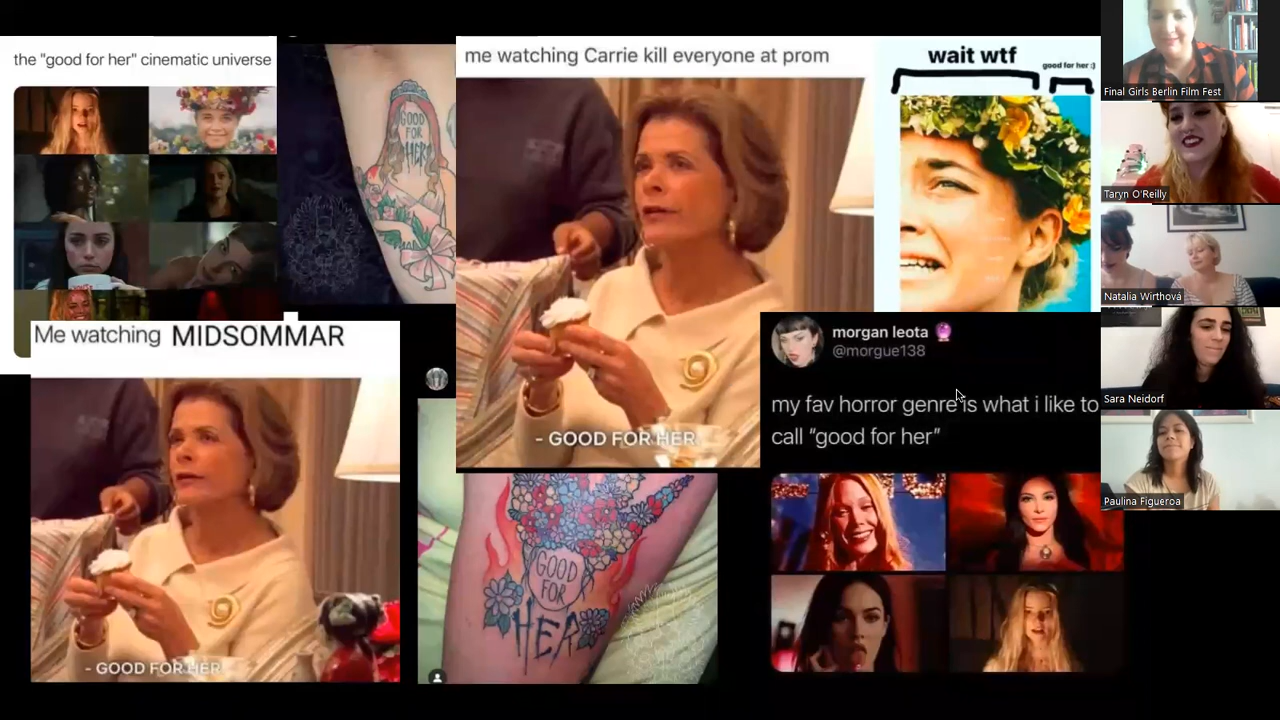 the "good for her" cinematic universe
GOOD
FOR
HER
me watching Carrie kill everyone at prom
- GOOD FOR HER
wait wtf
good for her :)
Me watching MIDSOMMAR
- GOOD FOR HER
GOOD
FOR
HER
morgan leota
@morgue138
my fav horror genre is what i like to
call “good for her”
Final Girls Berlin Film Fest
Taryn O'Reilly
Natalia Wirthová
Sara Neidorf
Paulina Figueroa